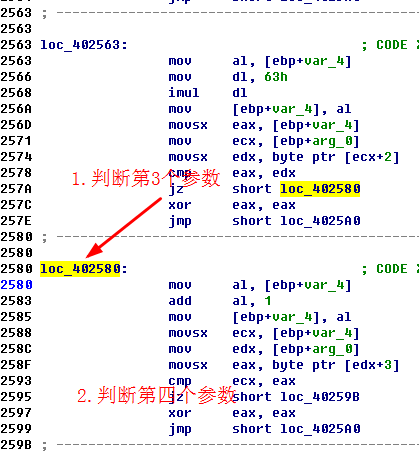 jmp short loc_4025A0
2563 ; ---------------------------------------------
2563
2563 loc_402563: ; CODE X
2563 mov al, [ebp+var_4]
2566 mov dl, 63h
2568 imul dl
256A mov [ebp+var_4], al
256D movsx eax, [ebp+var_4]
2571 mov ecx, [ebp+arg_0]
2574 movsx edx, byte ptr [ecx+2]
2578 cmp eax, edx
257A jz short loc_402580
1.判断第3个参数
257C xor eax, eax
257E jmp short loc_4025A0
2580 ; ---------------------------------------------
2580
2580 loc_402580: ; CODE X
2580 mov al, [ebp+var_4]
2583 add al, 1
2585 mov [ebp+var_4], al
2588 movsx ecx, [ebp+var_4]
258C mov edx, [ebp+arg_0]
258F movsx eax, byte ptr [edx+3]
2593 cmp ecx, eax
2.判断第四个参数
2595 jz short loc_40259B
2597 xor eax, eax
2599 jmp short loc_4025A0
259B ; ---------------------------------------------